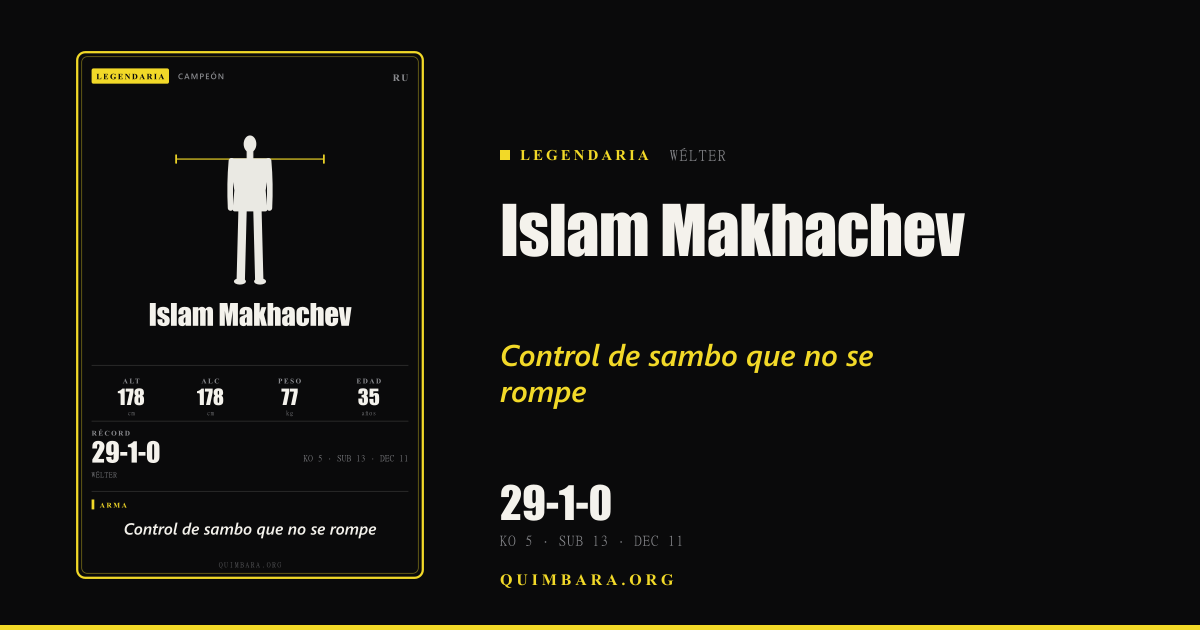 LEGENDARIA CAMPEÓN RU
Islam Makhachev
ALT ALC PESO EDAD
178 178 77 35
cm cm kg años
RÉCORD
29-1-0
KO 5 · SUB 13 · DEC 11
WÉLTER
ARMA
Control de sambo que no se rompe
QUIMBARA.ORG
LEGENDARIA WÉLTER
Islam Makhachev
Control de sambo que no se
rompe
29-1-0
KO 5 · SUB 13 · DEC 11
QUIMBARA.ORG